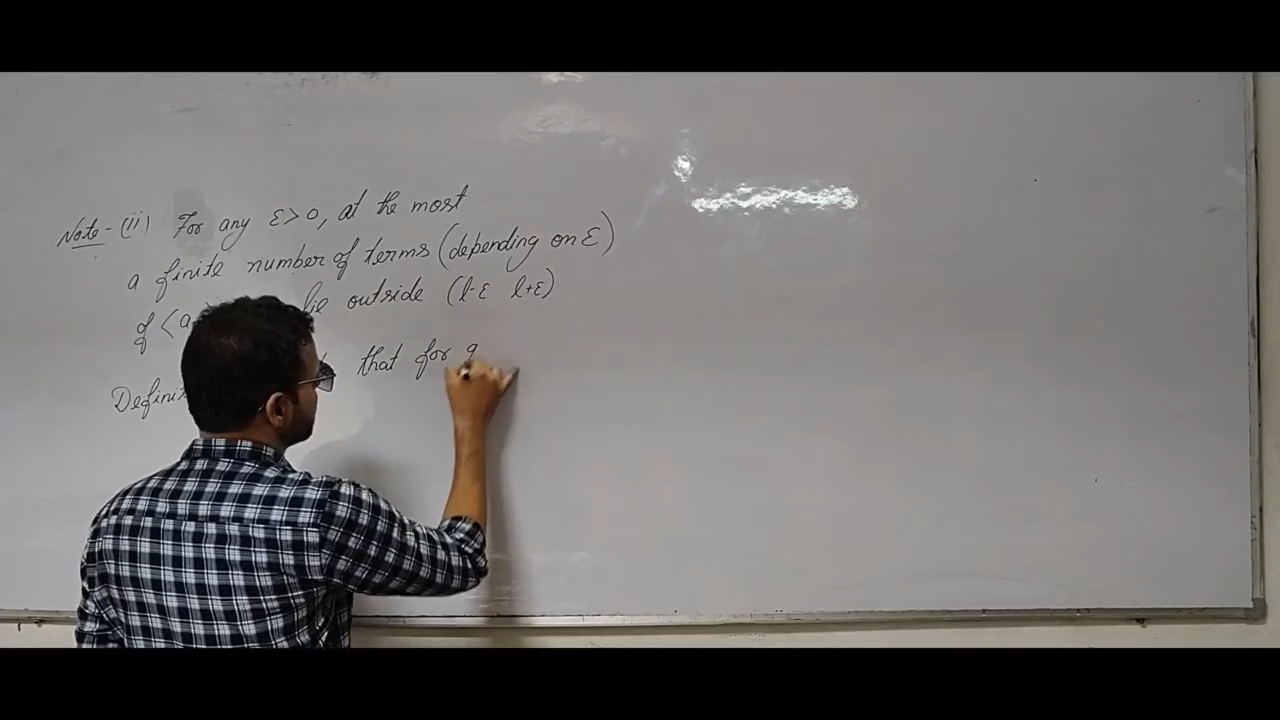 Note - (ii) For any ε>0, at the most
a finite number of terms (depending on ε)
of <a lie outside (l-ε l+ε)
that for